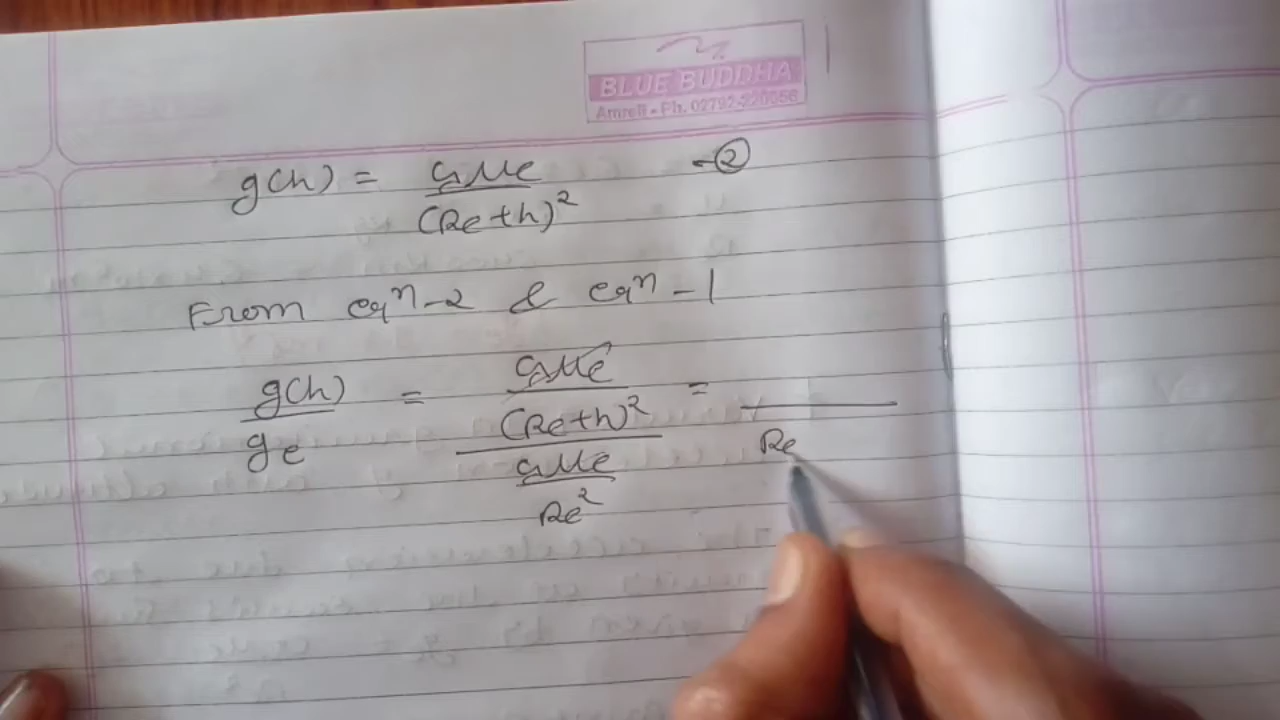 BLUE BUDDHA
Amreli - Ph. 02792-220056
g(h) = GMe / (Re+h)² -②
From eqⁿ-2 & eqⁿ-1
g(h) / ge = GMe / (Re+h)² / GMe / Re² = / Re